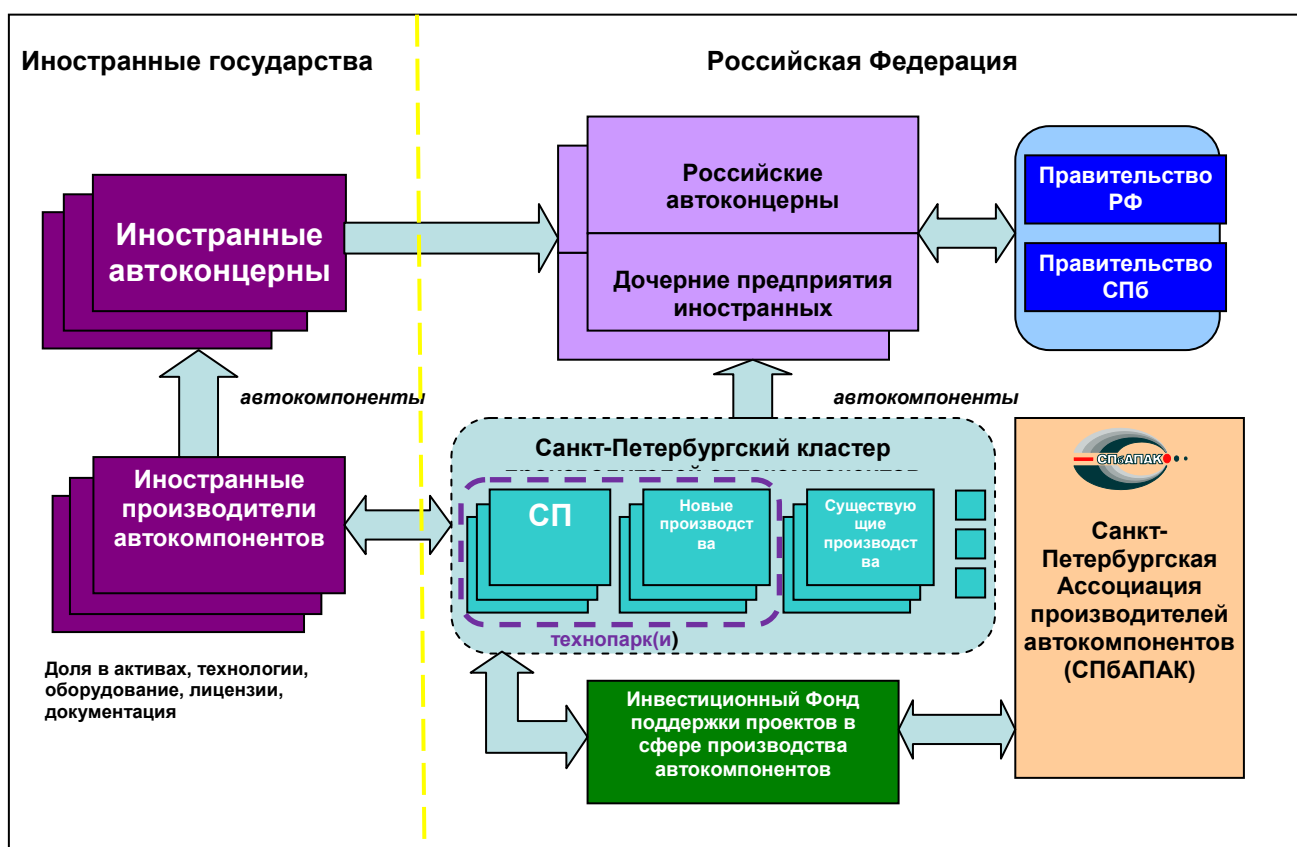 Иностранные государства
Российская Федерация
Иностранные
автоконцерны
Российские
автоконцерны
Дочерние предприятия
иностранных
Правительство
РФ
Правительство
СПб
автокомпоненты
автокомпоненты
Иностранные
производители
автокомпонентов
Санкт-Петербургский кластер
СП
Новые
производст
ва
Существую
щие
производст
ва
технопарк(и)
СПбАПАК
Санкт-
Петербургская
Ассоциация
производителей
автокомпонентов
(СПбАПАК)
Доля в активах, технологии,
оборудование, лицензии,
документация
Инвестиционный Фонд
поддержки проектов в
сфере производства
автокомпонентов